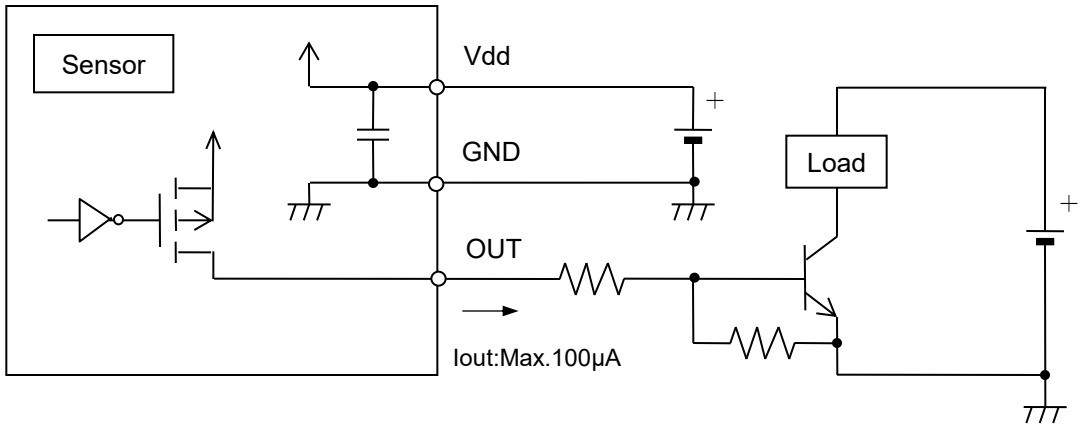 Sensor
Vdd
+
GND
Load
+
OUT
Iout:Max.100μA